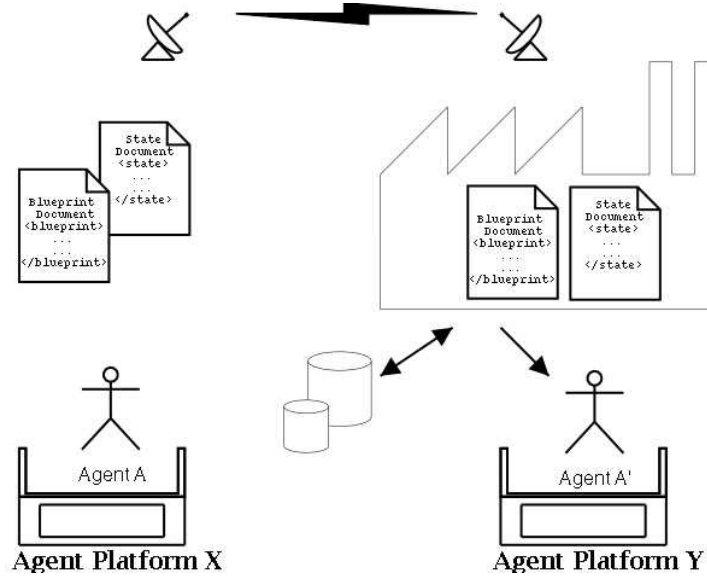 State
Document
<state>
...
...
</state>
Blueprint
Document
<blueprint>
...
...
</blueprint>
Blueprint
Document
<blueprint>
...
...
</blueprint>
State
Document
<state>
...
...
</state>
Agent A
Agent Platform X
Agent A'
Agent Platform Y